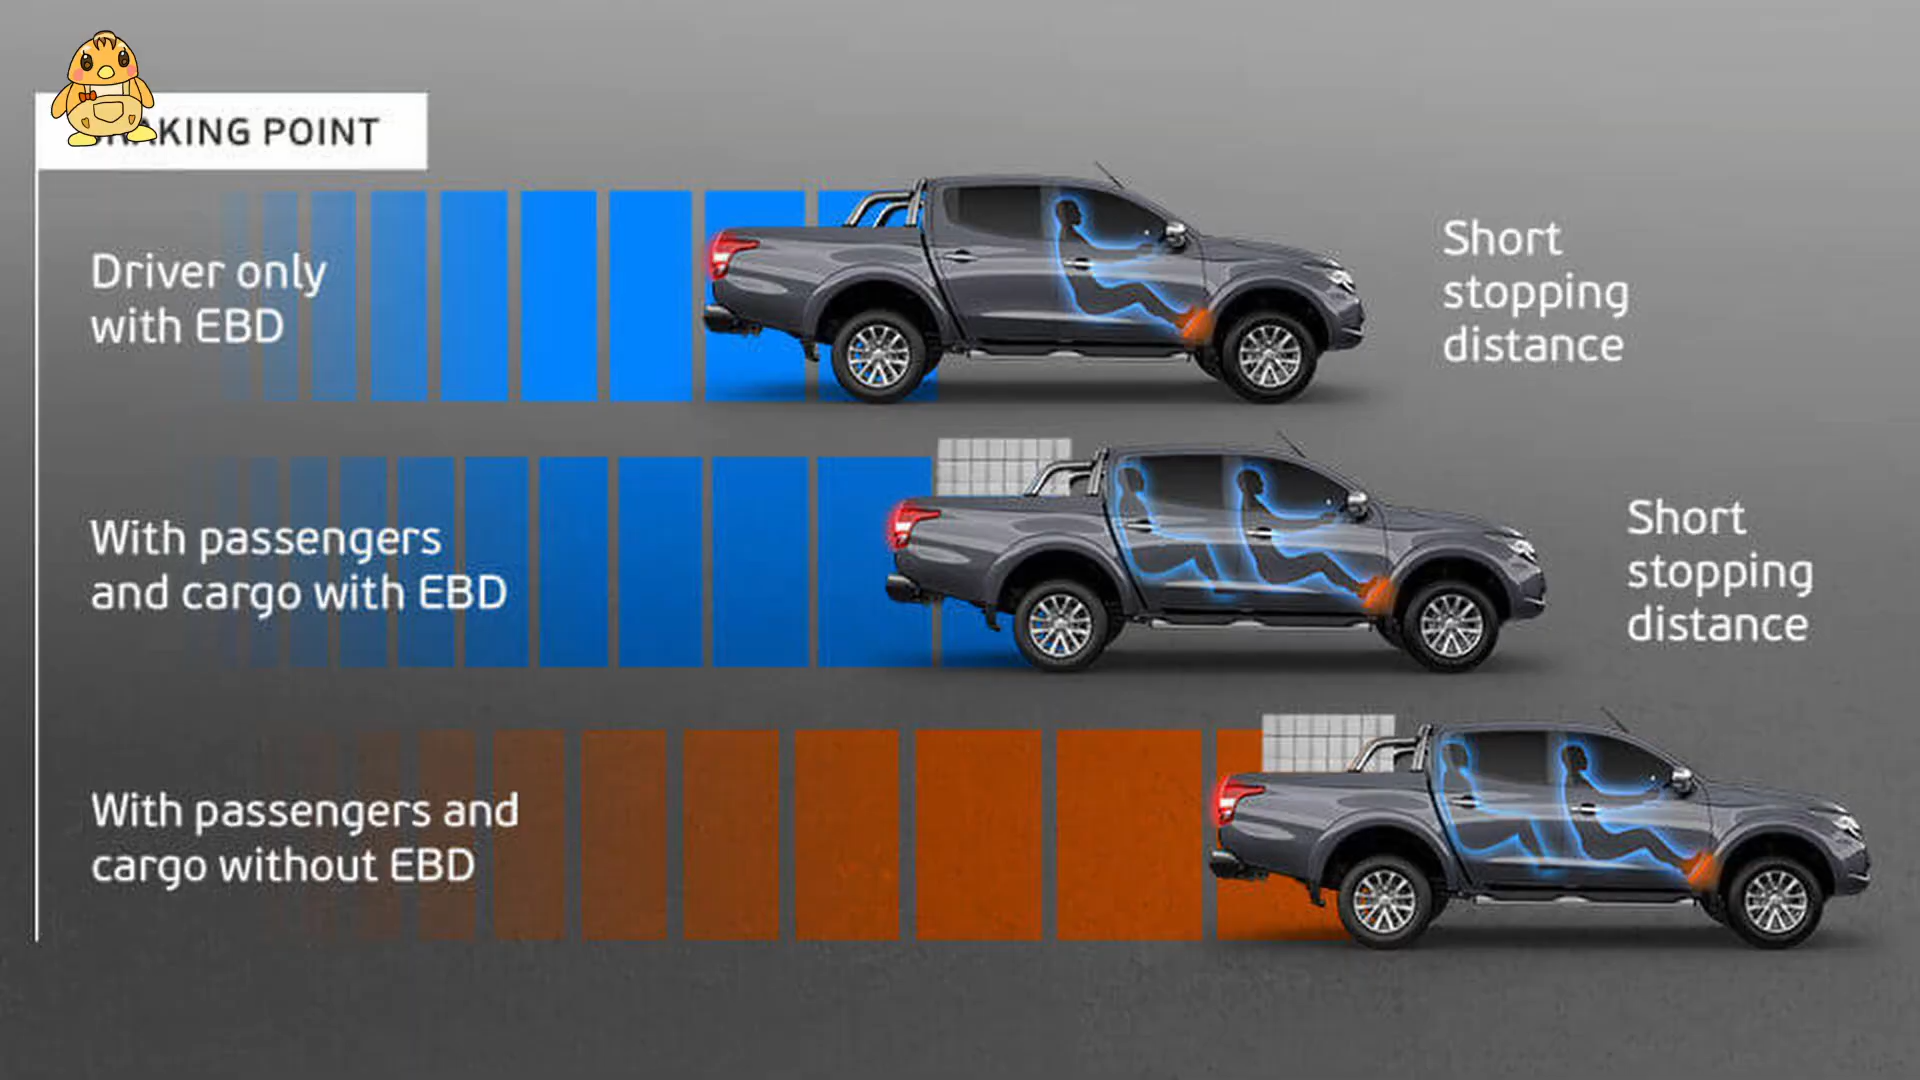 KING POINT
Driver only
with EBD
Short
stopping
distance
With passengers
and cargo with EBD
Short
stopping
distance
With passengers and
cargo without EBD